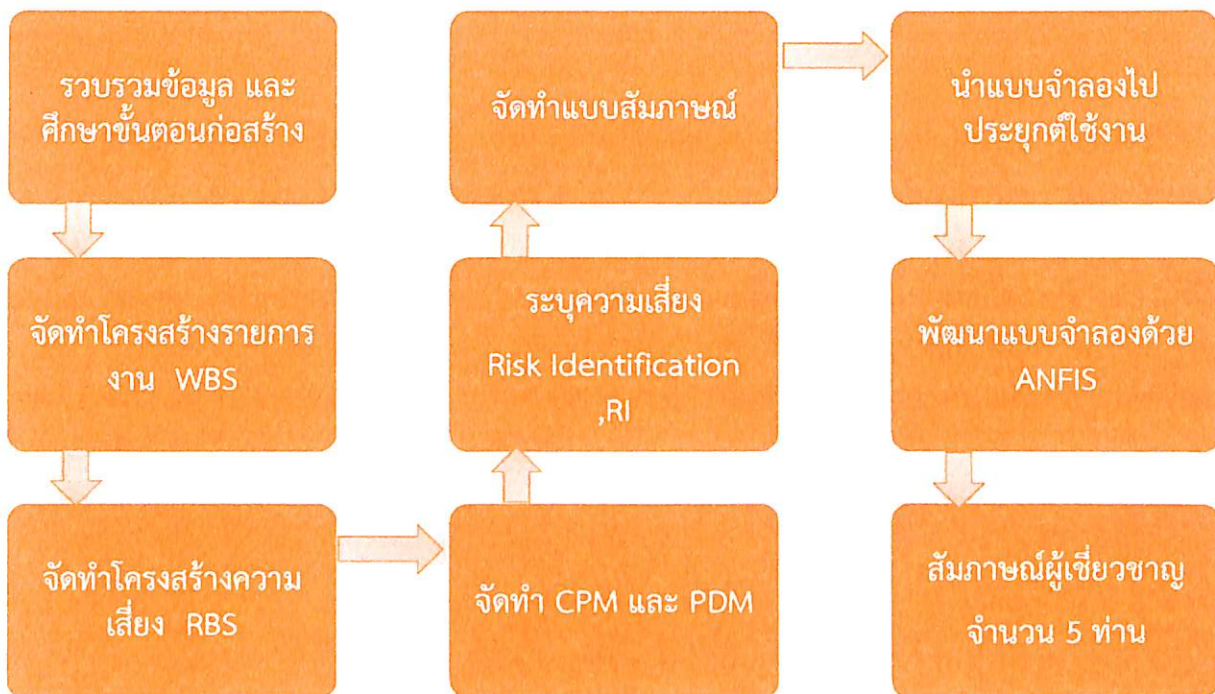 รวบรวมข้อมูล และ
ศึกษาขั้นตอนก่อสร้าง
จัดทำโครงสร้างรายการ
งาน WBS
จัดทำโครงสร้างความ
เสี่ยง RBS
จัดทำ CPM และ PDM
ระบุความเสี่ยง
Risk Identification
,RI
จัดทำแบบสัมภาษณ์
นำแบบจำลองไป
ประยุกต์ใช้งาน
พัฒนาแบบจำลองด้วย
ANFIS
สัมภาษณ์ผู้เชี่ยวชาญ
จำนวน 5 ท่าน